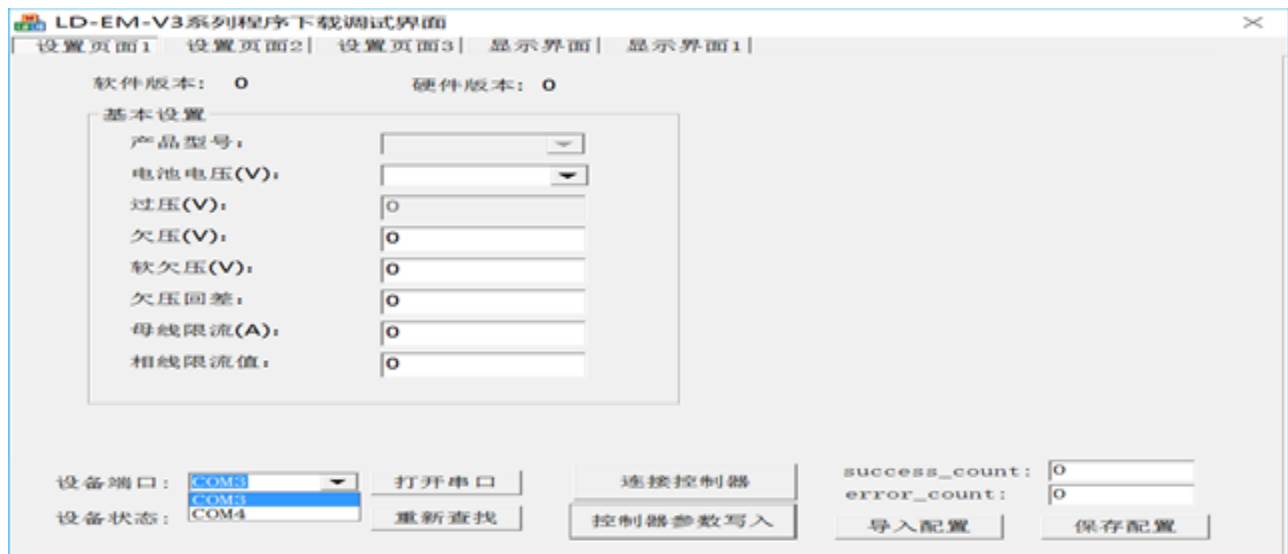 LD-EM-V3系列程序下载调试界面
设置页面1 设置页面2 设置页面3 显示界面 显示界面1
软件版本: 0 硬件版本: 0
基本设置
产品型号:
电池电压(V):
过压(V): 0
欠压(V): 0
软欠压(V): 0
欠压回差: 0
母线限流(A): 0
相线限流值: 0
设备端口: COM3 打开串口 连接控制器 success_count: 0
COM3
error_count: 0
设备状态: COM4 重新查找 控制器参数写入 导入配置 保存配置